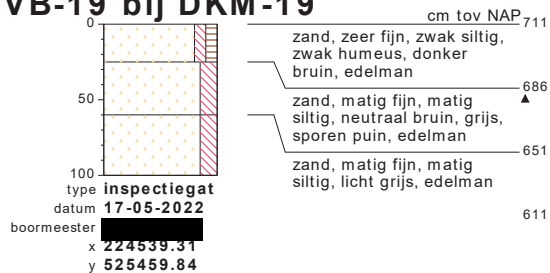 VB-19 bij DKM-19
cm tov NAP
0
711
zand, zeer fijn, zwak siltig,
zwak humeus, donker
bruin, edelman
686
50
zand, matig fijn, matig
siltig, neutraal bruin, grijs,
sporen puin, edelman
651
zand, matig fijn, matig
siltig, licht grijs, edelman
100
611
type inspectiegat
datum 17-05-2022
boormeester
x 224539.31
y 525459.84